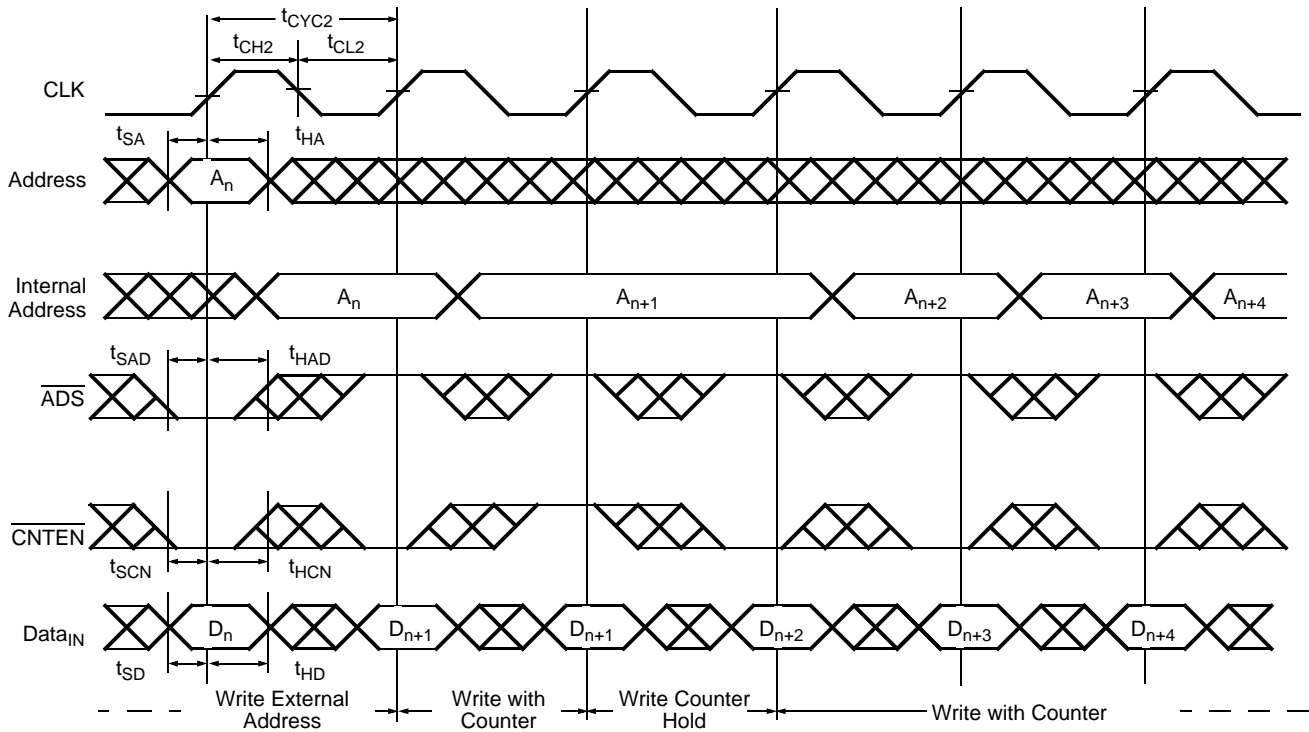 tCYC2
tCH2 tCL2
CLK
tSA tHA
Address An
Internal
Address
An An+1 An+2 An+3 An+4
tSAD tHAD
ADS
CNTEN
tSCN tHCN
DataIN Dn Dn+1 Dn+1 Dn+2 Dn+3 Dn+4
tSD tHD
Write External
Address
Write with
Counter
Write Counter
Hold
Write with Counter